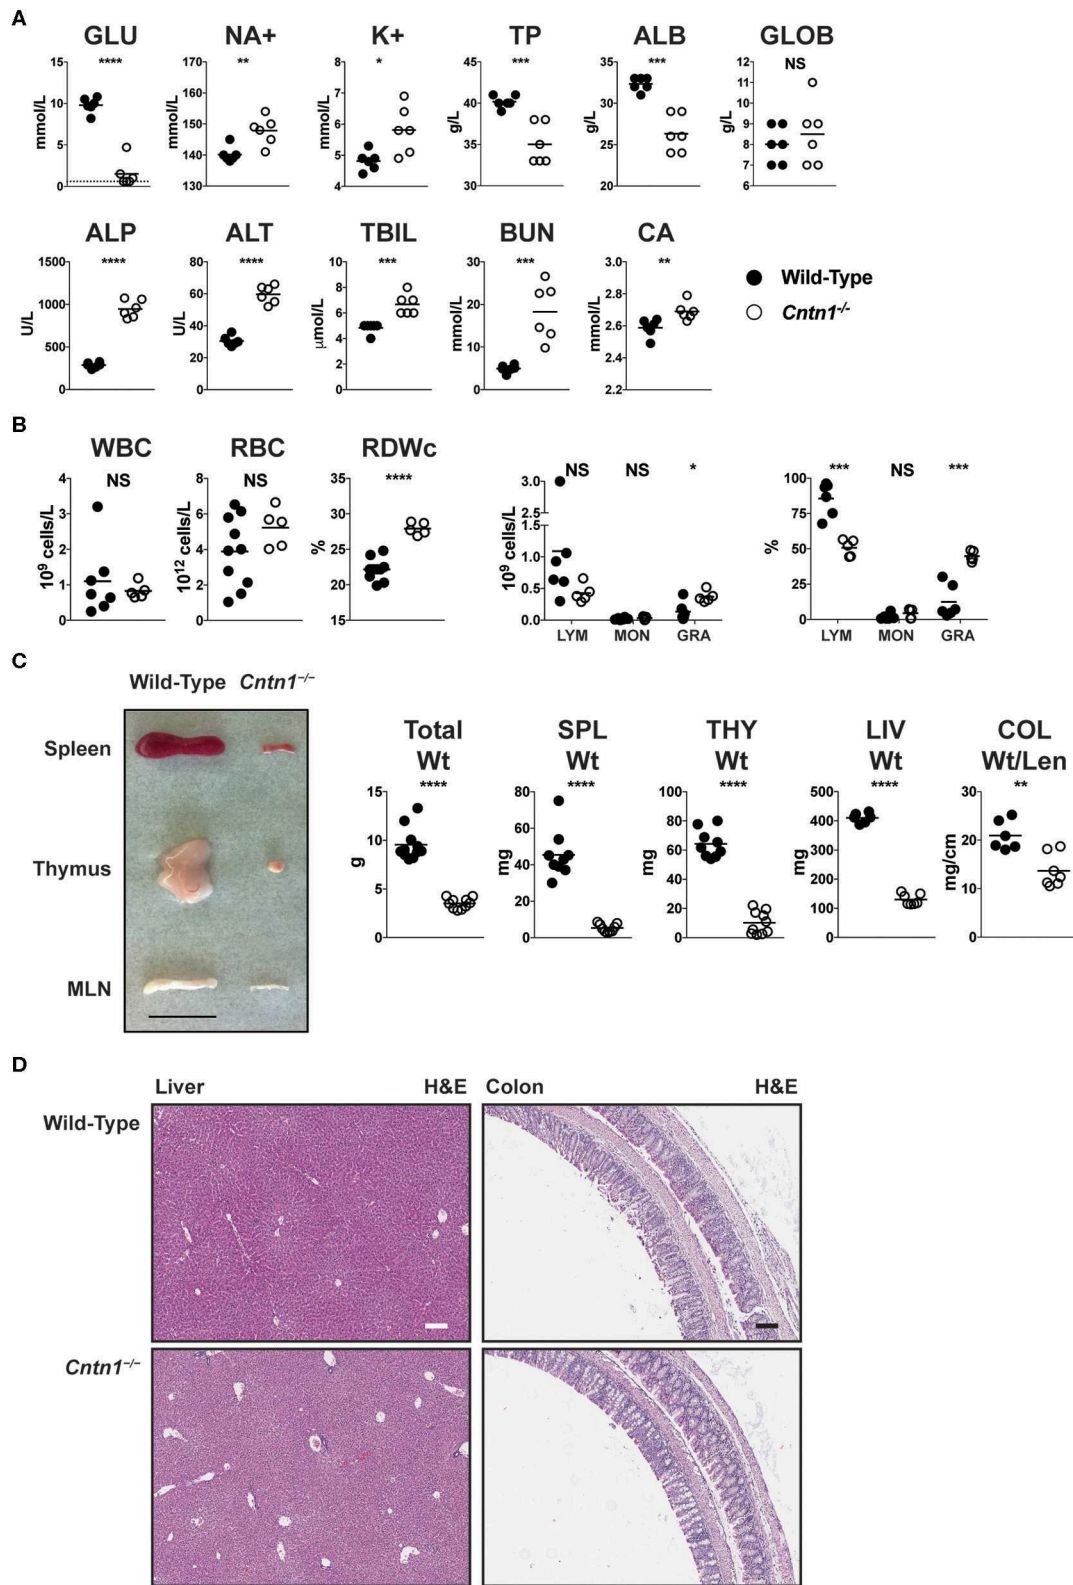 A
GLU NA+ K+ TP ALB GLOB
**** ** * *** *** NS
mmol/L 15 10 5 0
mmol/L 170 160 150 140 130
mmol/L 8 7 6 5 4
g/L 45 40 35 30
g/L 35 30 25 20
g/L 12 11 10 9 8 7 6
ALP ALT TBIL BUN CA
**** **** *** *** **
U/L 1500 1000 500 0
U/L 80 60 40 20 0
μmol/L 10 8 6 4 2 0
mmol/L 30 20 10 0
mmol/L 3.0 2.8 2.6 2.4 2.2
Wild-Type
Cntn1⁻/⁻
B
WBC RBC RDWc
NS NS **** NS NS * *** NS ***
10⁹ cells/L 4 3 2 1 0
10¹² cells/L 8 6 4 2 0
% 35 30 25 20 15
10⁹ cells/L 3.0 2.0 1.5 1.0 0.5 0.0
LYM MON GRA
% 100 75 50 25 0
LYM MON GRA
C
Wild-Type Cntn1⁻/⁻
Spleen
Thymus
MLN
Total Wt
SPL Wt
THY Wt
LIV Wt
COL Wt/Len
**** **** **** **** **
g 15 10 5 0
mg 80 60 40 20 0
mg 100 80 60 40 20 0
mg 500 400 300 200 100 0
mg/cm 30 20 10 0
D
Liver H&E Colon H&E
Wild-Type
Cntn1⁻/⁻